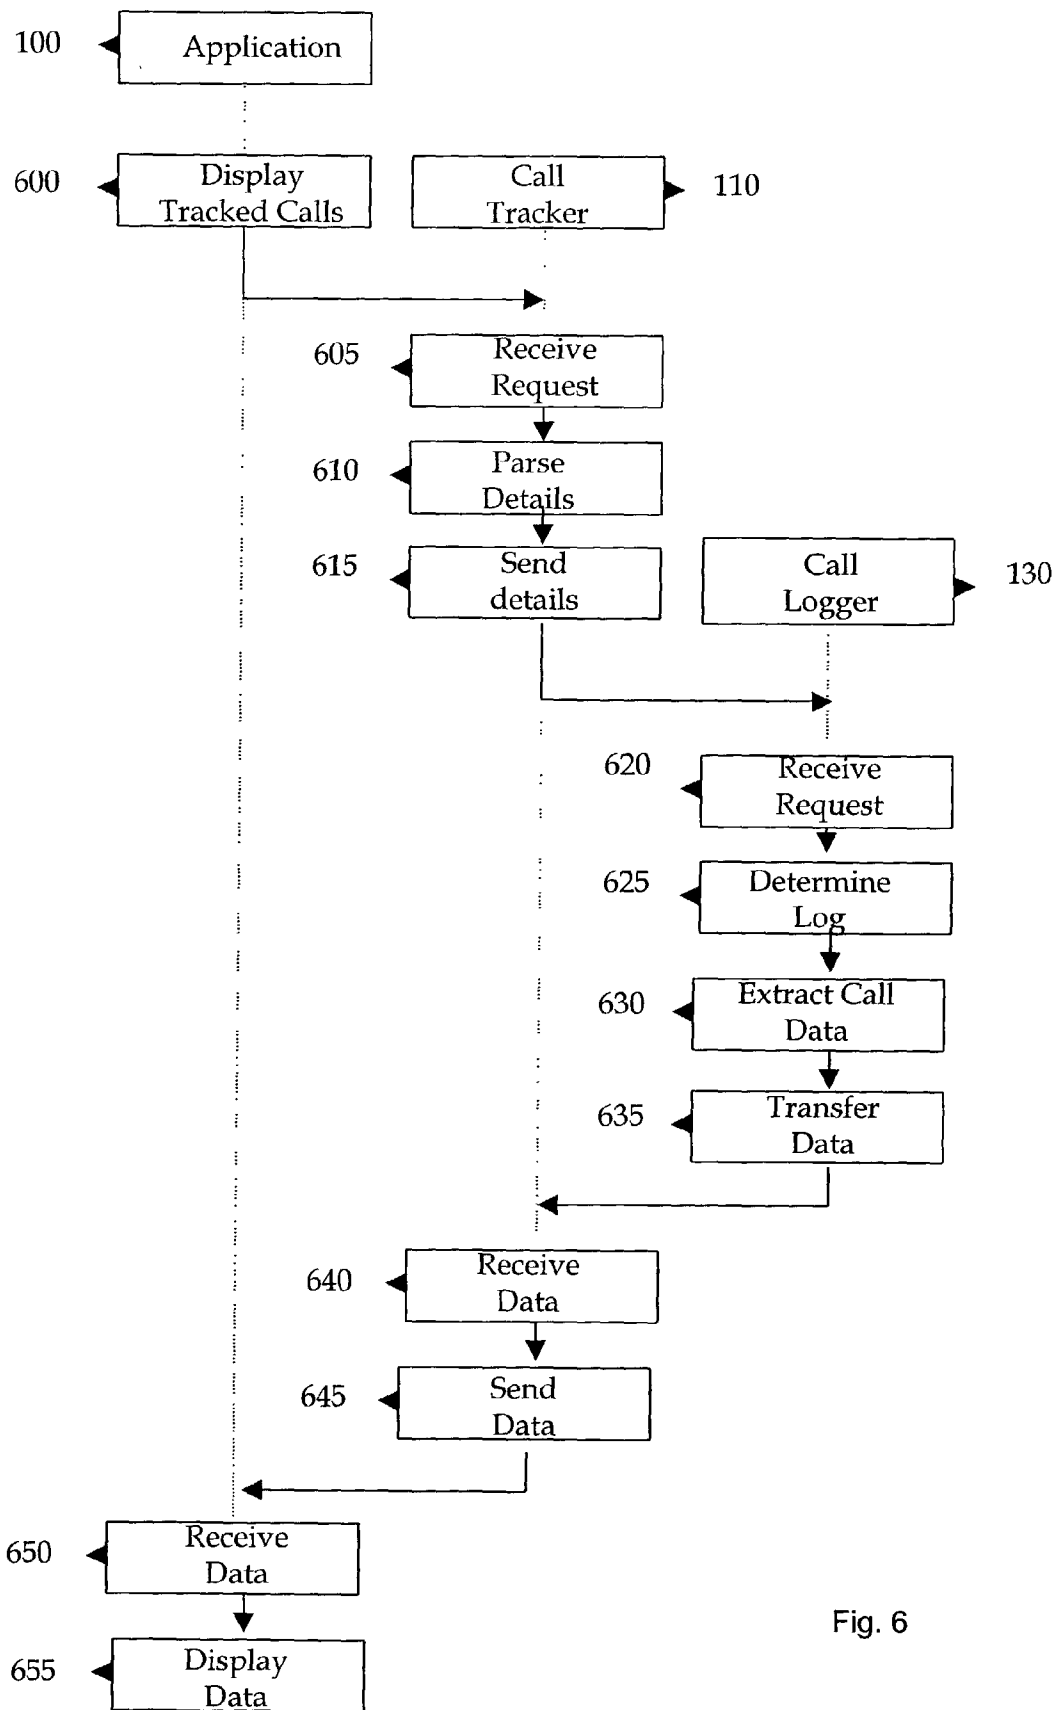 100
Application
600
Display
Tracked Calls
Call
Tracker
110
605
Receive
Request
610
Parse
Details
615
Send
details
Call
Logger
130
620
Receive
Request
625
Determine
Log
630
Extract Call
Data
635
Transfer
Data
640
Receive
Data
645
Send
Data
650
Receive
Data
655
Display
Data
Fig. 6